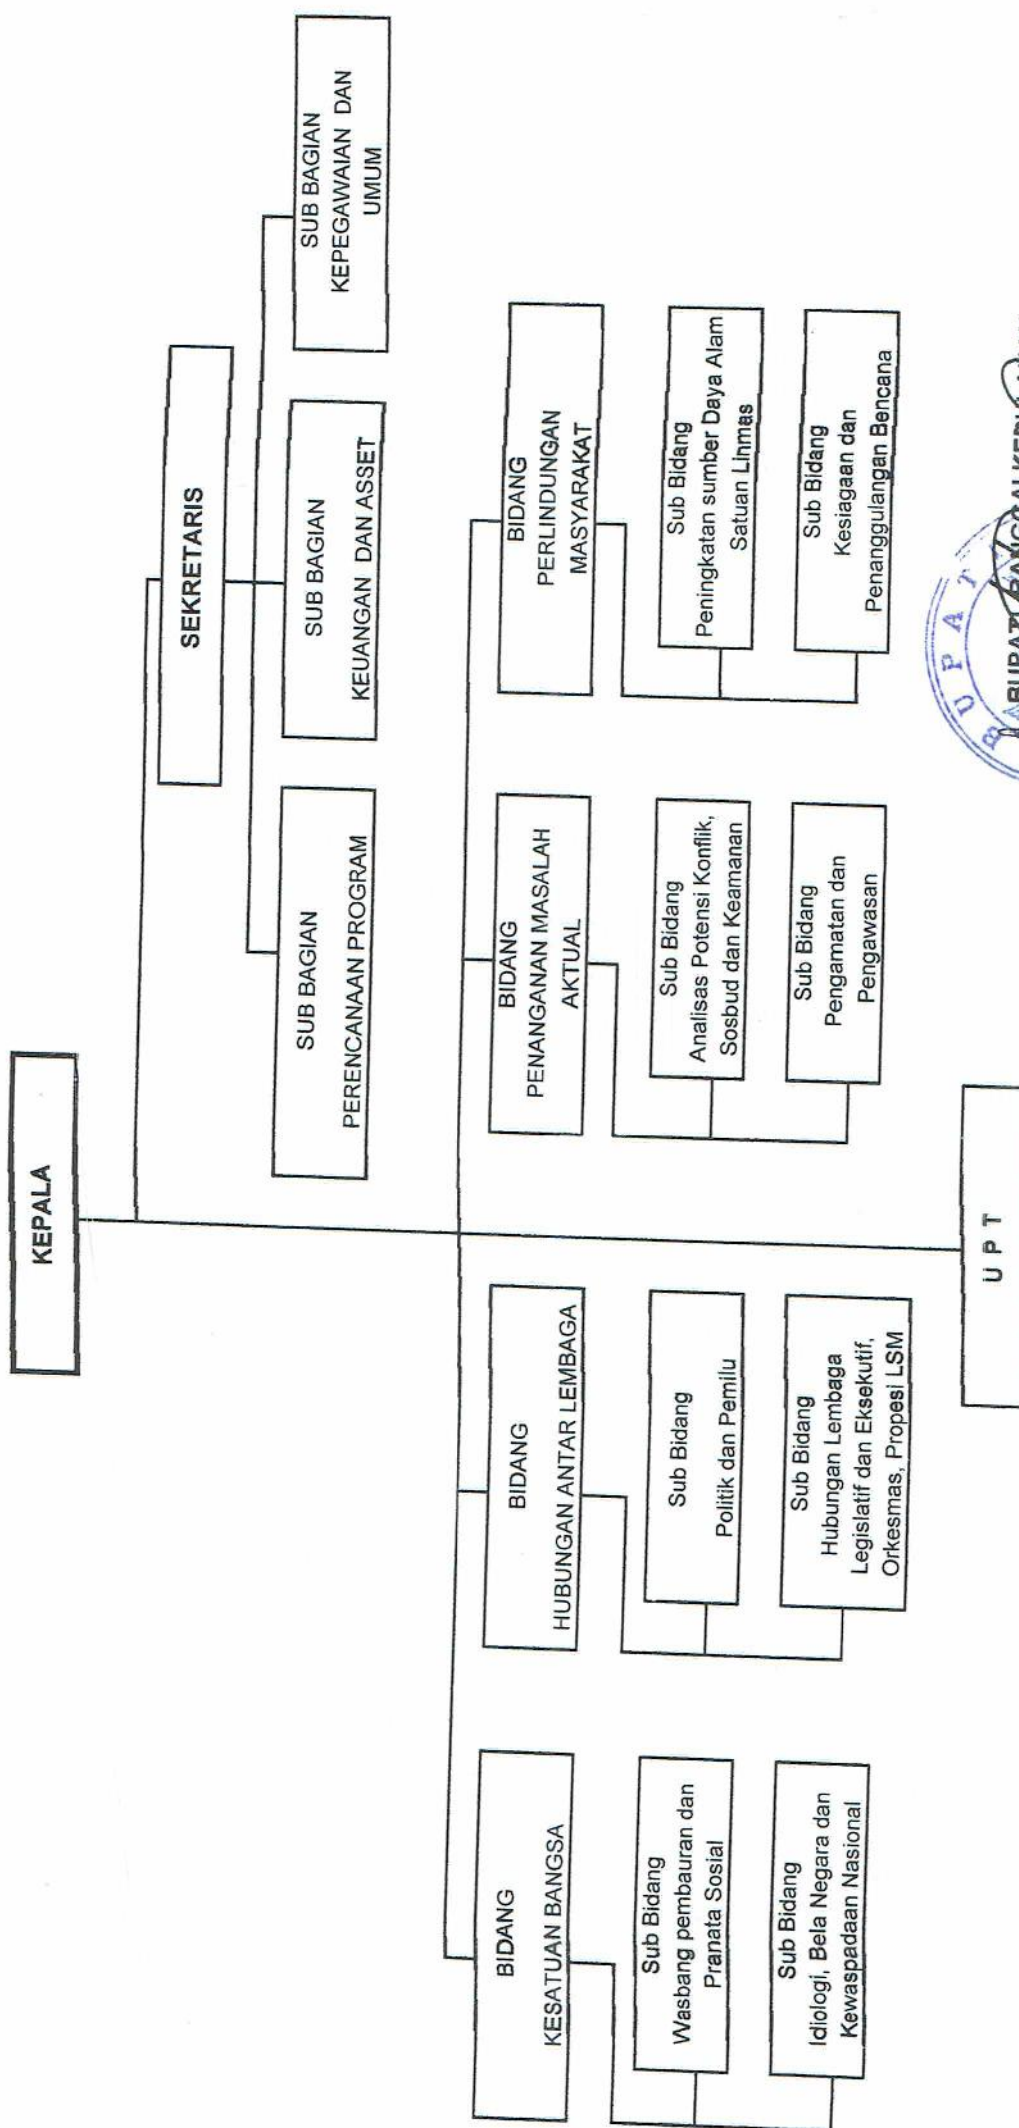 KEPALA
SEKRETARIS
SUB BAGIAN
PERENCANAAN PROGRAM
SUB BAGIAN
KEUANGAN DAN ASSET
SUB BAGIAN
KEPEGAWAIAN DAN
UMUM
BIDANG
KESATUAN BANGSA
BIDANG
HUBUNGAN ANTAR LEMBAGA
BIDANG
PENANGANAN MASALAH
AKTUAL
BIDANG
PERLINDUNGAN
MASYARAKAT
Sub Bidang
Wasbang pembauran dan
Pranata Sosial
Sub Bidang
Politik dan Pemilu
Sub Bidang
Analisas Potensi Konflik,
Sosbud dan Keamanan
Sub Bidang
Peningkatan sumber Daya Alam
Satuan Linmas
Sub Bidang
Idiologi, Bela Negara dan
Kewaspadaan Nasional
Sub Bidang
Hubungan Lembaga
Legislatif dan Eksekutif,
Orkesmas, Propesi LSM
Sub Bidang
Pengamatan dan
Pengawasan
Sub Bidang
Kesiagaan dan
Penanggulangan Bencana
U P T
BUPAT
BUPATI